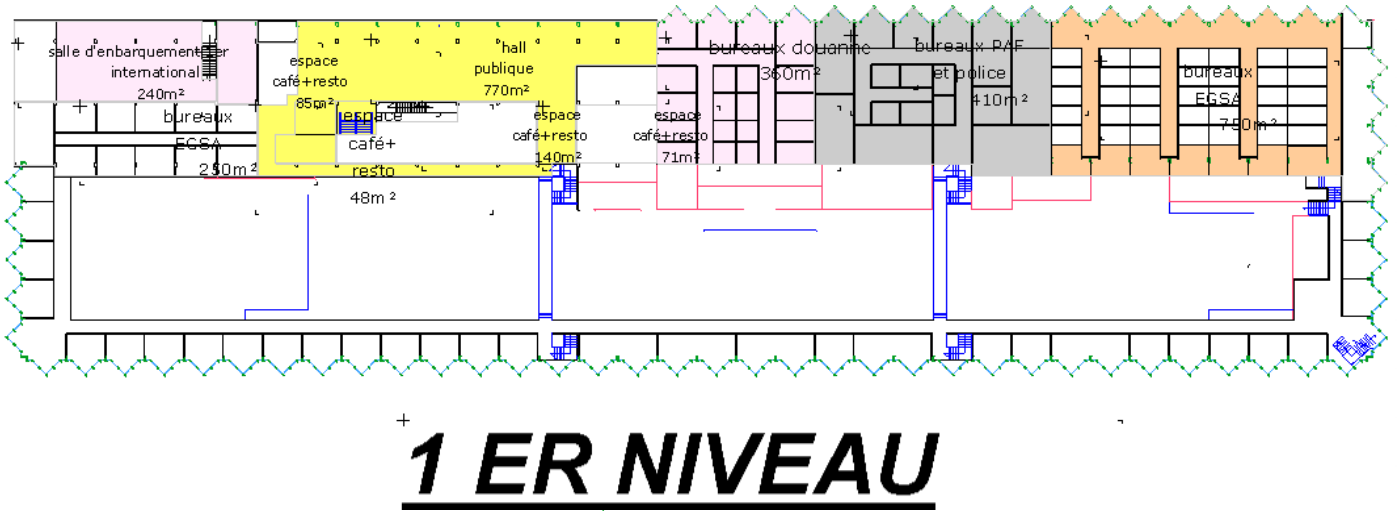 salle d'enbarquement 1er
international
240m²
bureaux
EGSA
250m²
espace
café+resto
85m²
hall
publique
770m²
espace
café+
resto
48m²
espace
café+resto
140m²
espace
café+resto
71m²
bureaux douanne
360m²
bureaux PAF
et police
410m²
bureaux
EGSA
750m²
1 ER NIVEAU